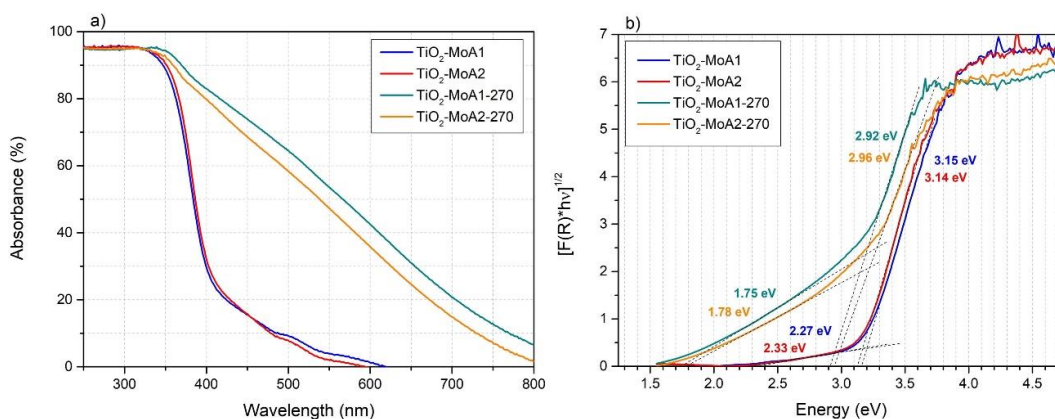 a)
Absorbance (%)
100
80
60
40
20
0
TiO₂-MoA1
TiO₂-MoA2
TiO₂-MoA1-270
TiO₂-MoA2-270
300 400 500 600 700 800
Wavelength (nm)
b)
[F(R)*hν]^1/2
7
6
5
4
3
2
1
0
TiO₂-MoA1
TiO₂-MoA2
TiO₂-MoA1-270
TiO₂-MoA2-270
2.92 eV
2.96 eV
3.15 eV
3.14 eV
1.75 eV
1.78 eV
2.27 eV
2.33 eV
1.5 2.0 2.5 3.0 3.5 4.0 4.5
Energy (eV)